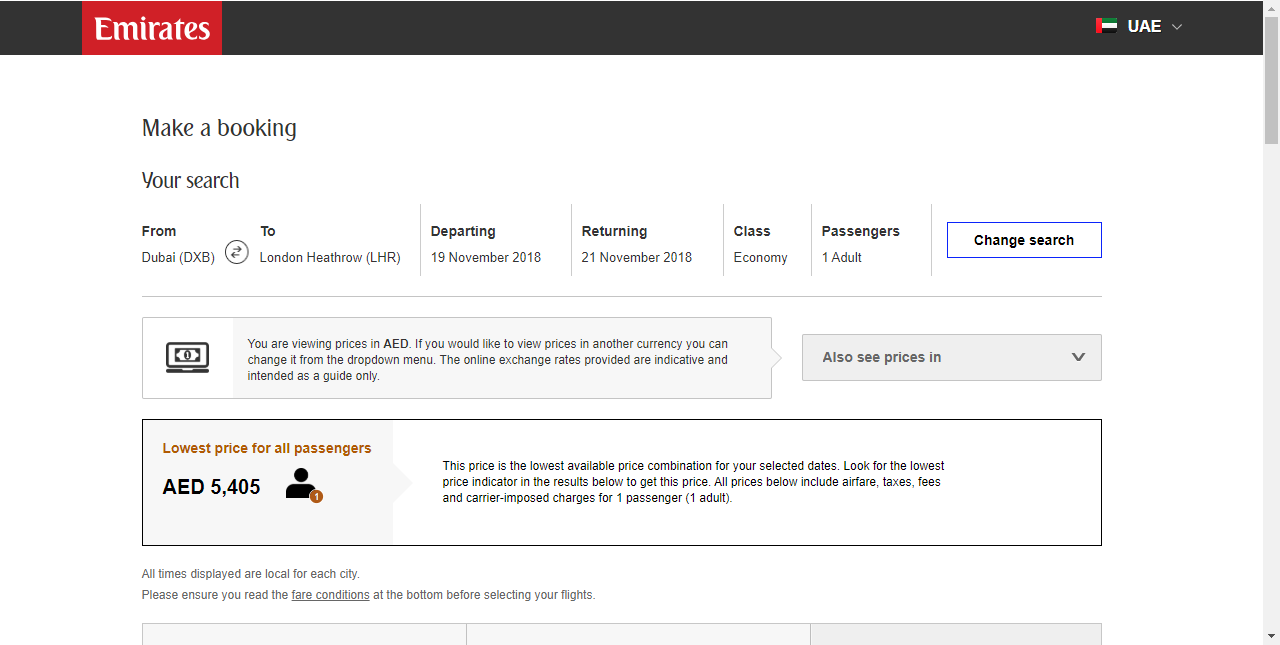 Emirates
UAE
Make a booking
Your search
From
To
Departing
Returning
Class
Passengers
Change search
Dubai (DXB)
London Heathrow (LHR)
19 November 2018
21 November 2018
Economy
1 Adult
You are viewing prices in AED. If you would like to view prices in another currency you can
change it from the dropdown menu. The online exchange rates provided are indicative and
intended as a guide only.
Also see prices in
Lowest price for all passengers
AED 5,405
1
This price is the lowest available price combination for your selected dates. Look for the lowest
price indicator in the results below to get this price. All prices below include airfare, taxes, fees
and carrier-imposed charges for 1 passenger (1 adult).
All times displayed are local for each city.
Please ensure you read the fare conditions at the bottom before selecting your flights.